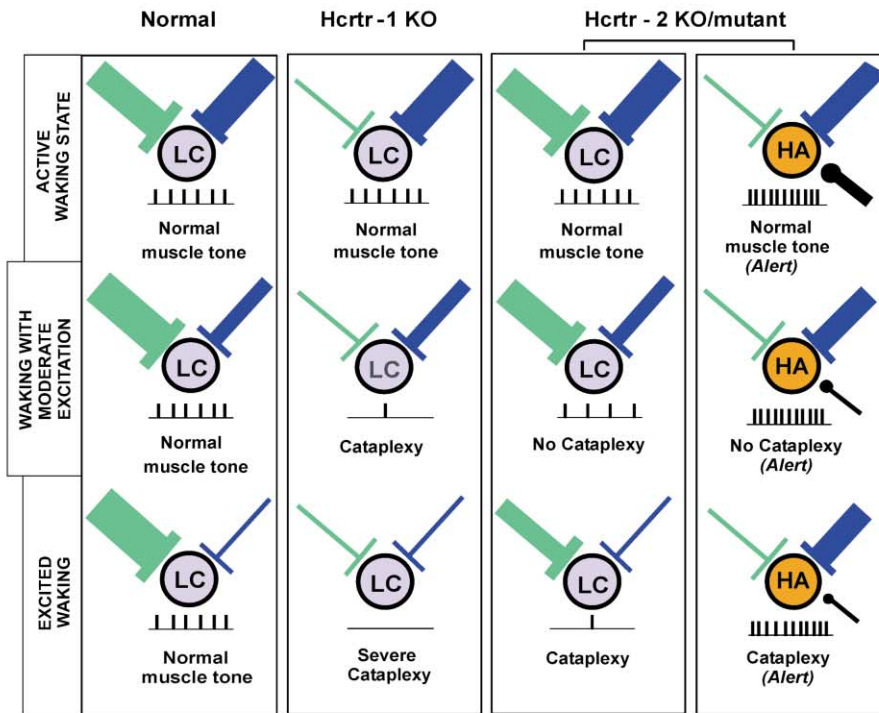 Normal
Hcrtr -1 KO
Hcrtr - 2 KO/mutant
ACTIVE
WAKING STATE
LC
LC
LC
HA
Normal
muscle tone
Normal
muscle tone
Normal
muscle tone
Normal
muscle tone
(Alert)
WAKING WITH
MODERATE
EXCITATION
LC
LC
LC
HA
Normal
muscle tone
Cataplexy
No Cataplexy
No Cataplexy
(Alert)
EXCITED
WAKING
LC
LC
LC
HA
Normal
muscle tone
Severe
Cataplexy
Cataplexy
Cataplexy
(Alert)